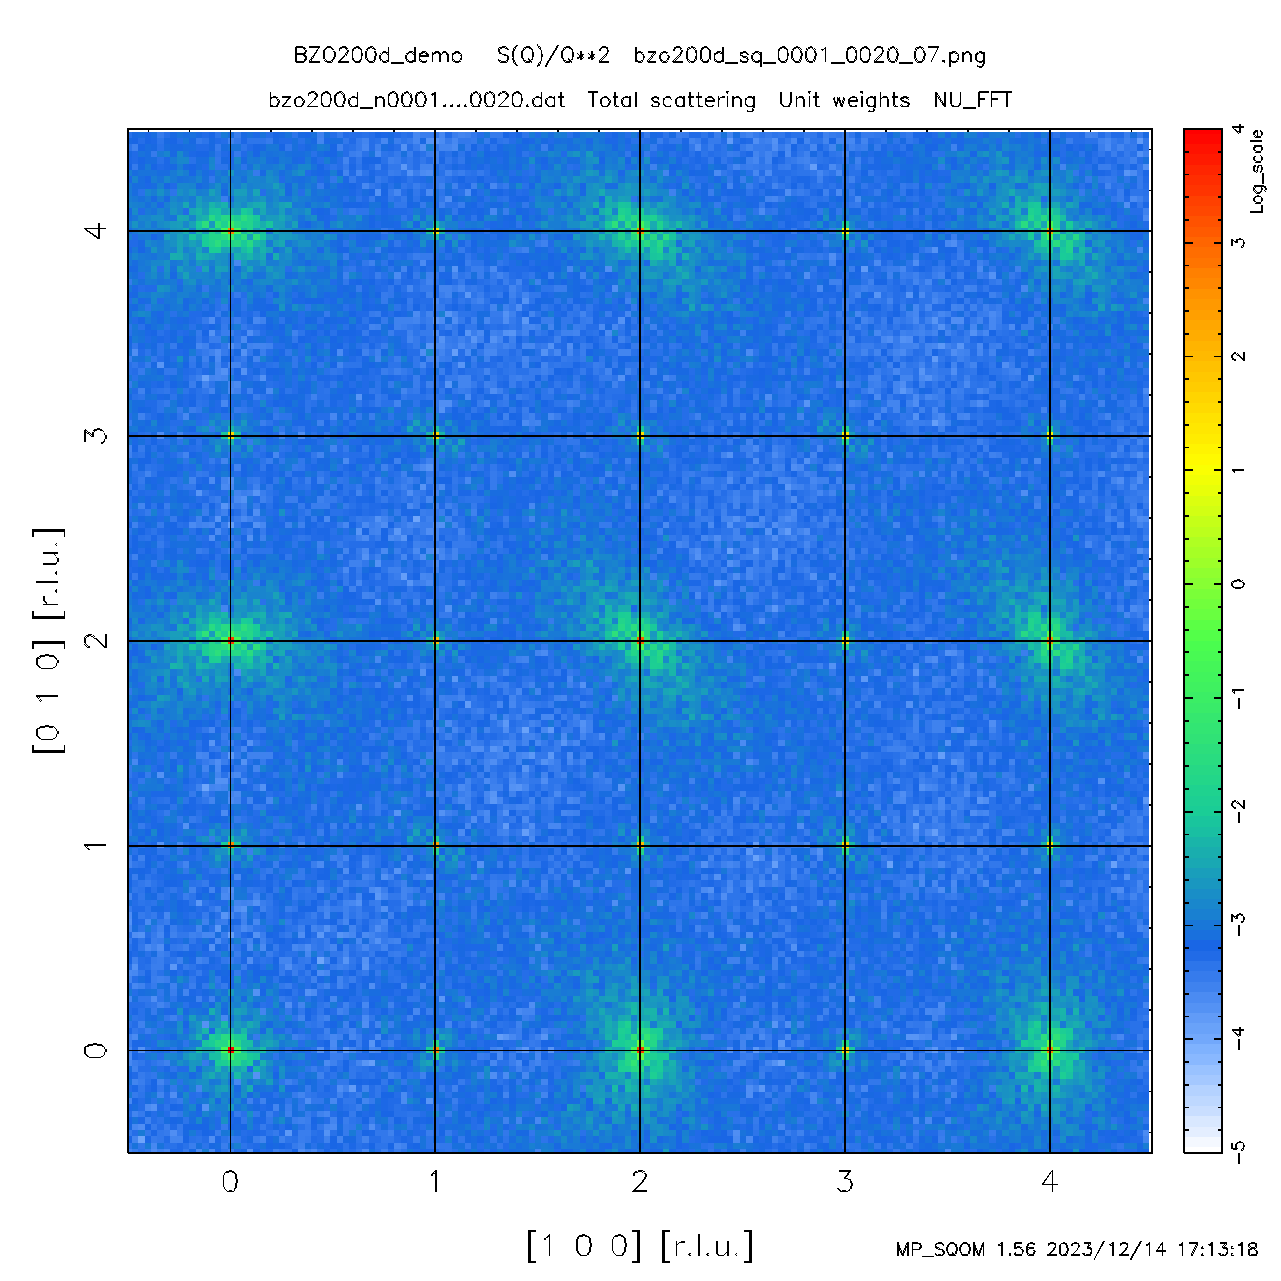 BZO200d_demo S(Q)/Q**2 bzo200d_sq_0001_0020_07.png
bzo200d_n0001....0020.dat Total scattering Unit weights NU_FFT
4
3
2
1
0
[0 1 0] [r.l.u.]
0 1 2 3 4
[1 0 0] [r.l.u.]
Log_scale
4
3
2
1
0
−1
−2
−3
−4
−5
MP_SQOM 1.56 2023/12/14 17:13:18